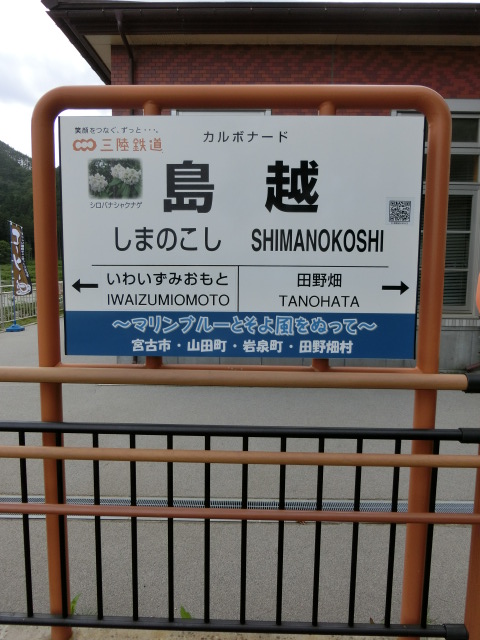 笑顔をつなぐ、ずっと・・・。
三陸鉄道
カルボナード
シロバナシャクナゲ
島越
しまのこし SHIMANOKOSHI
いわいずみおもと 田野畑
IWAIZUMIOMOTO TANOHATA
～マリンブルーとそよ風をぬって～
宮古市・山田町・岩泉町・田野畑村